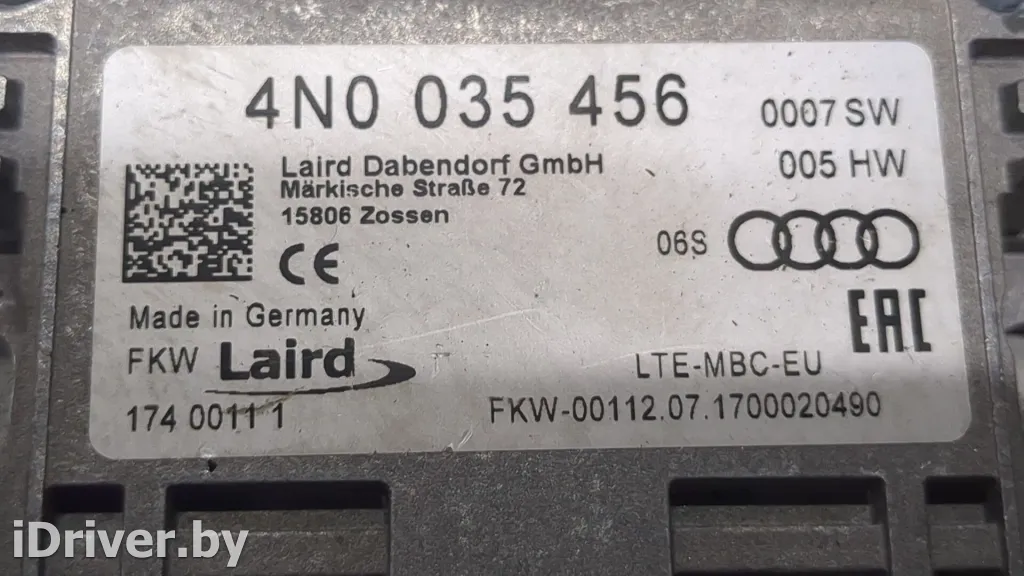 4N0 035 456
0007 SW
005 HW
Laird Dabendorf GmbH
Märkische Straße 72
15806 Zossen
06S
CE
EAC
Made in Germany
FKW Laird
LTE-MBC-EU
174 00111 1
FKW-00112.07.1700020490
iDriver.by